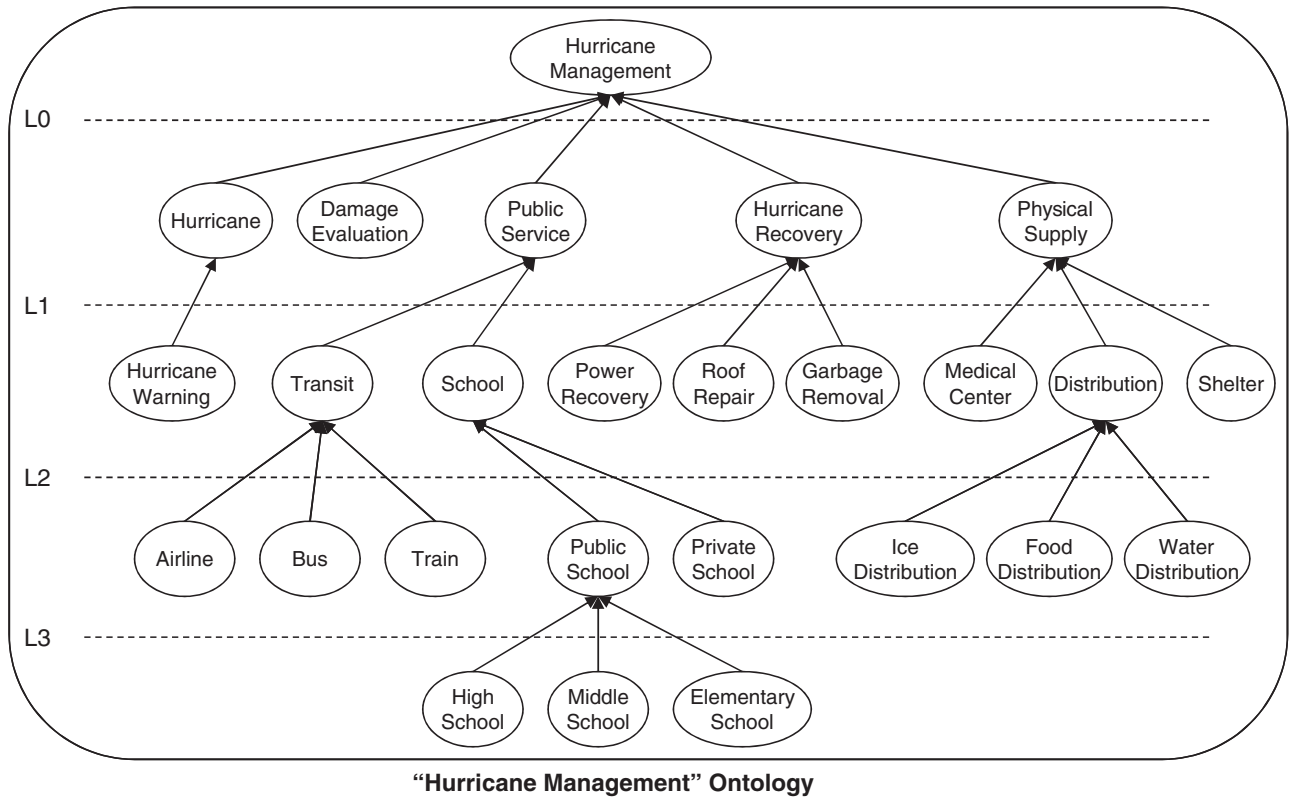 Hurricane
Management
L0
Hurricane
Damage
Evaluation
Public
Service
Hurricane
Recovery
Physical
Supply
L1
Hurricane
Warning
Transit
School
Power
Recovery
Roof
Repair
Garbage
Removal
Medical
Center
Distribution
Shelter
L2
Airline
Bus
Train
Public
School
Private
School
Ice
Distribution
Food
Distribution
Water
Distribution
L3
High
School
Middle
School
Elementary
School
“Hurricane Management” Ontology